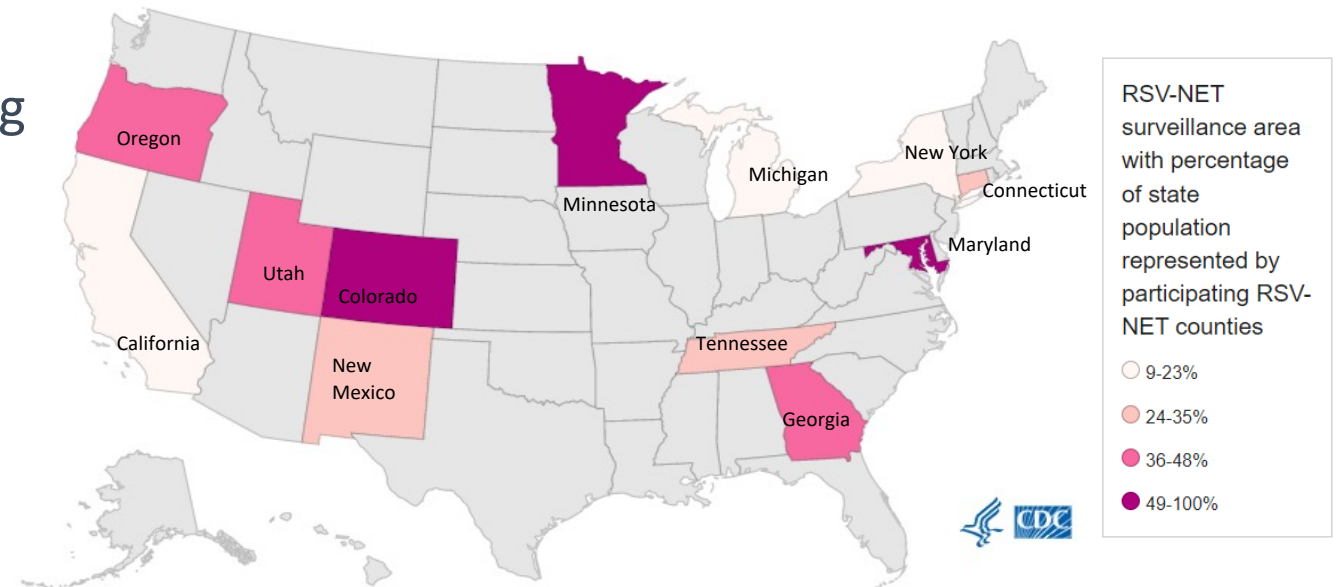 g
Oregon
New York
Michigan
Connecticut
Minnesota
Maryland
Utah
Colorado
California
Tennessee
New
Mexico
Georgia
RSV-NET
surveillance area
with percentage
of state
population
represented by
participating RSV-
NET counties
9-23%
24-35%
36-48%
49-100%
CDC